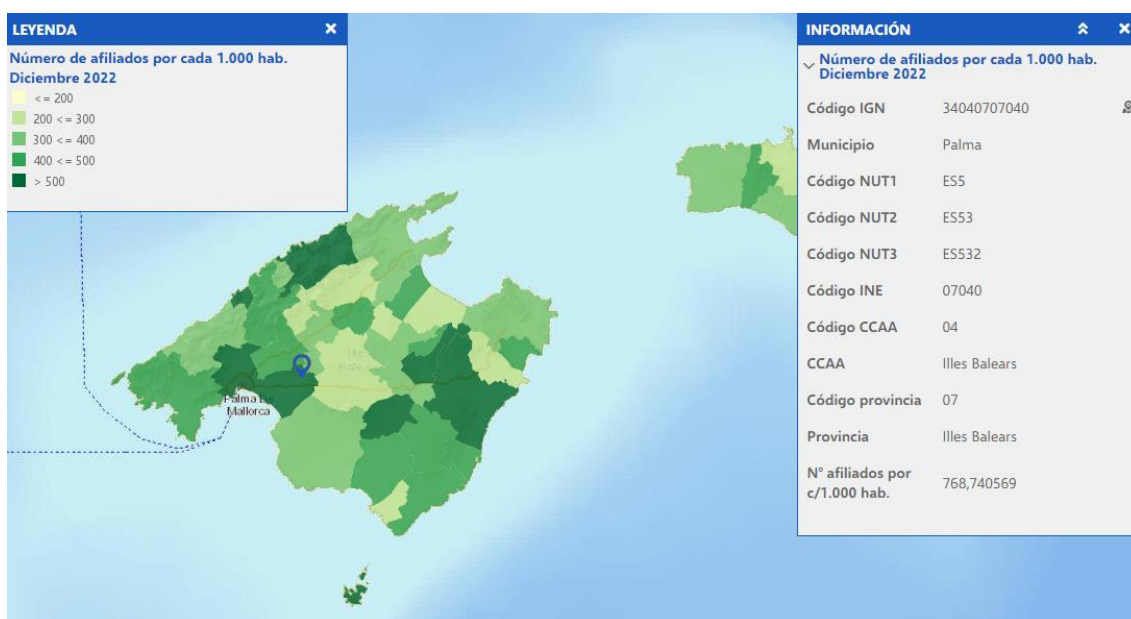 LEYENDA
Número de afiliados por cada 1.000 hab.
Diciembre 2022
<= 200
200 <= 300
300 <= 400
400 <= 500
> 500
Palma De
Mallorca
INFORMACIÓN
Número de afiliados por cada 1.000 hab.
Diciembre 2022
Código IGN 34040707040
Municipio Palma
Código NUT1 ES5
Código NUT2 ES53
Código NUT3 ES532
Código INE 07040
Código CCAA 04
CCAA Illes Balears
Código provincia 07
Provincia Illes Balears
Nº afiliados por
c/1.000 hab. 768,740569